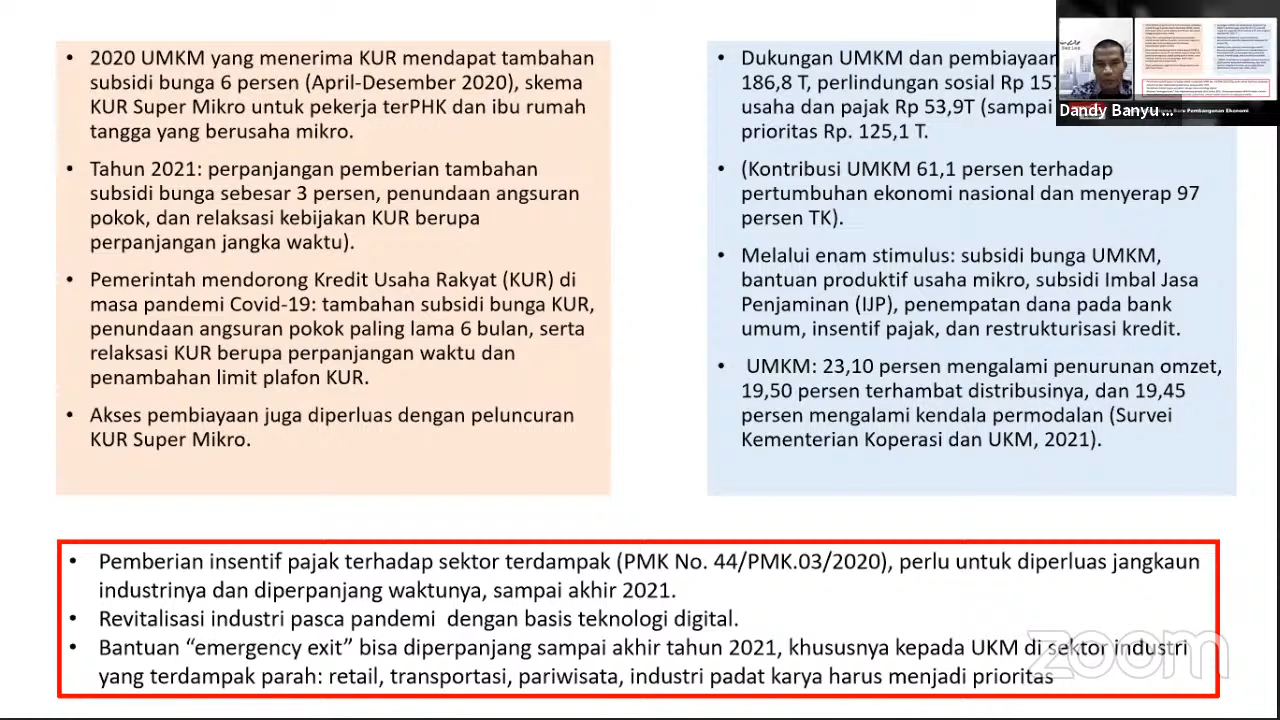 • 2020 UMKM yang menerima KUR mendapat tambahan
subsidi bunga 6 persen (April-Desember 2020), skema
KUR Super Mikro untuk pekerja terPHK dan ibu rumah
tangga yang berusaha mikro.
• Tahun 2021: perpanjangan pemberian tambahan
subsidi bunga sebesar 3 persen, penundaan angsuran
pokok, dan relaksasi kebijakan KUR berupa
perpanjangan jangka waktu).
• Pemerintah mendorong Kredit Usaha Rakyat (KUR) di
masa pandemi Covid-19: tambahan subsidi bunga KUR,
penundaan angsuran pokok paling lama 6 bulan, serta
relaksasi KUR berupa perpanjangan waktu dan
penambahan limit plafon KUR.
• Akses pembiayaan juga diperluas dengan peluncuran
KUR Super Mikro.
• Dukungan UMKM dan
korporasi, perlindungan sosial Rp
usaha dan pajak Rp 53,9T (sampai
prioritas Rp. 125,1 T.
• (Kontribusi UMKM 61,1 persen terhadap
pertumbuhan ekonomi nasional dan menyerap 97
persen TK).
• Melalui enam stimulus: subsidi bunga UMKM,
bantuan produktif usaha mikro, subsidi Imbal Jasa
Penjaminan (IJP), penempatan dana pada bank
umum, insentif pajak, dan restrukturisasi kredit.
• UMKM: 23,10 persen mengalami penurunan omzet,
19,50 persen terhambat distribusinya, dan 19,45
persen mengalami kendala permodalan (Survei
Kementerian Koperasi dan UKM, 2021).
Dandy Banyu ...
• Pemberian insentif pajak terhadap sektor terdampak (PMK No. 44/PMK.03/2020), perlu untuk diperluas jangkaun
industrinya dan diperpanjang waktunya, sampai akhir 2021.
• Revitalisasi industri pasca pandemi dengan basis teknologi digital.
• Bantuan “emergency exit” bisa diperpanjang sampai akhir tahun 2021, khususnya kepada UKM di sektor industri
yang terdampak parah: retail, transportasi, pariwisata, industri padat karya harus menjadi prioritas
zoom